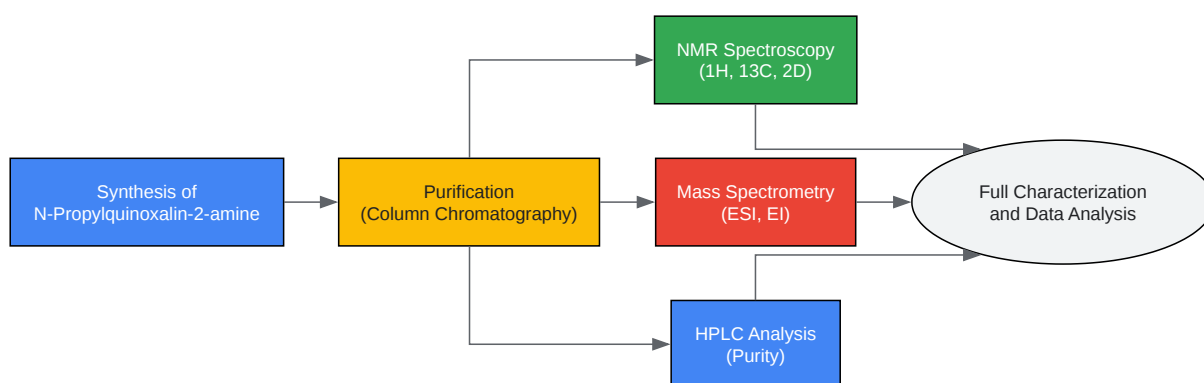 Synthesis of
N-Propylquinoxalin-2-amine
Purification
(Column Chromatography)
NMR Spectroscopy
(1H, 13C, 2D)
Mass Spectrometry
(ESI, EI)
HPLC Analysis
(Purity)
Full Characterization
and Data Analysis